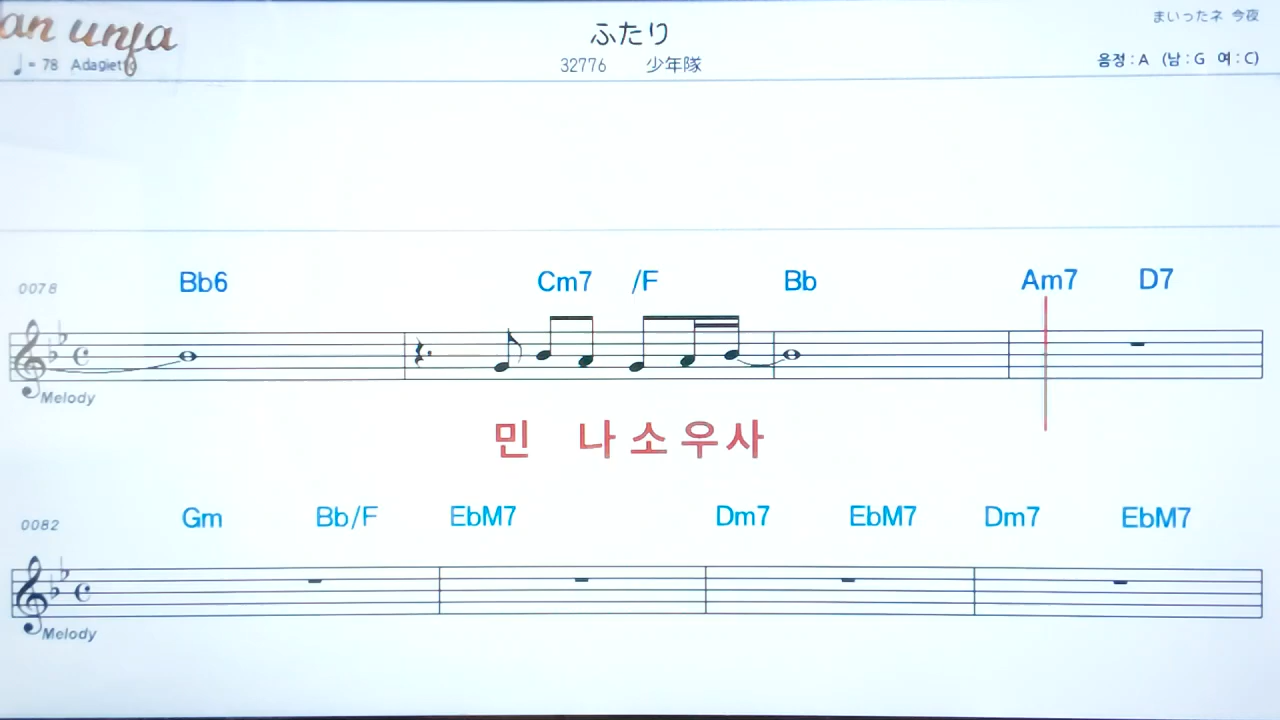 an unfa
ふたり
まいったネ 今夜
♩= 78 Adagietto
32776 少年隊
음정 : A (남 : G 여 : C)
0078 Bb6 Cm7 /F Bb Am7 D7
Melody
민 나 소 우 사
0082 Gm Bb/F EbM7 Dm7 EbM7 Dm7 EbM7
Melody